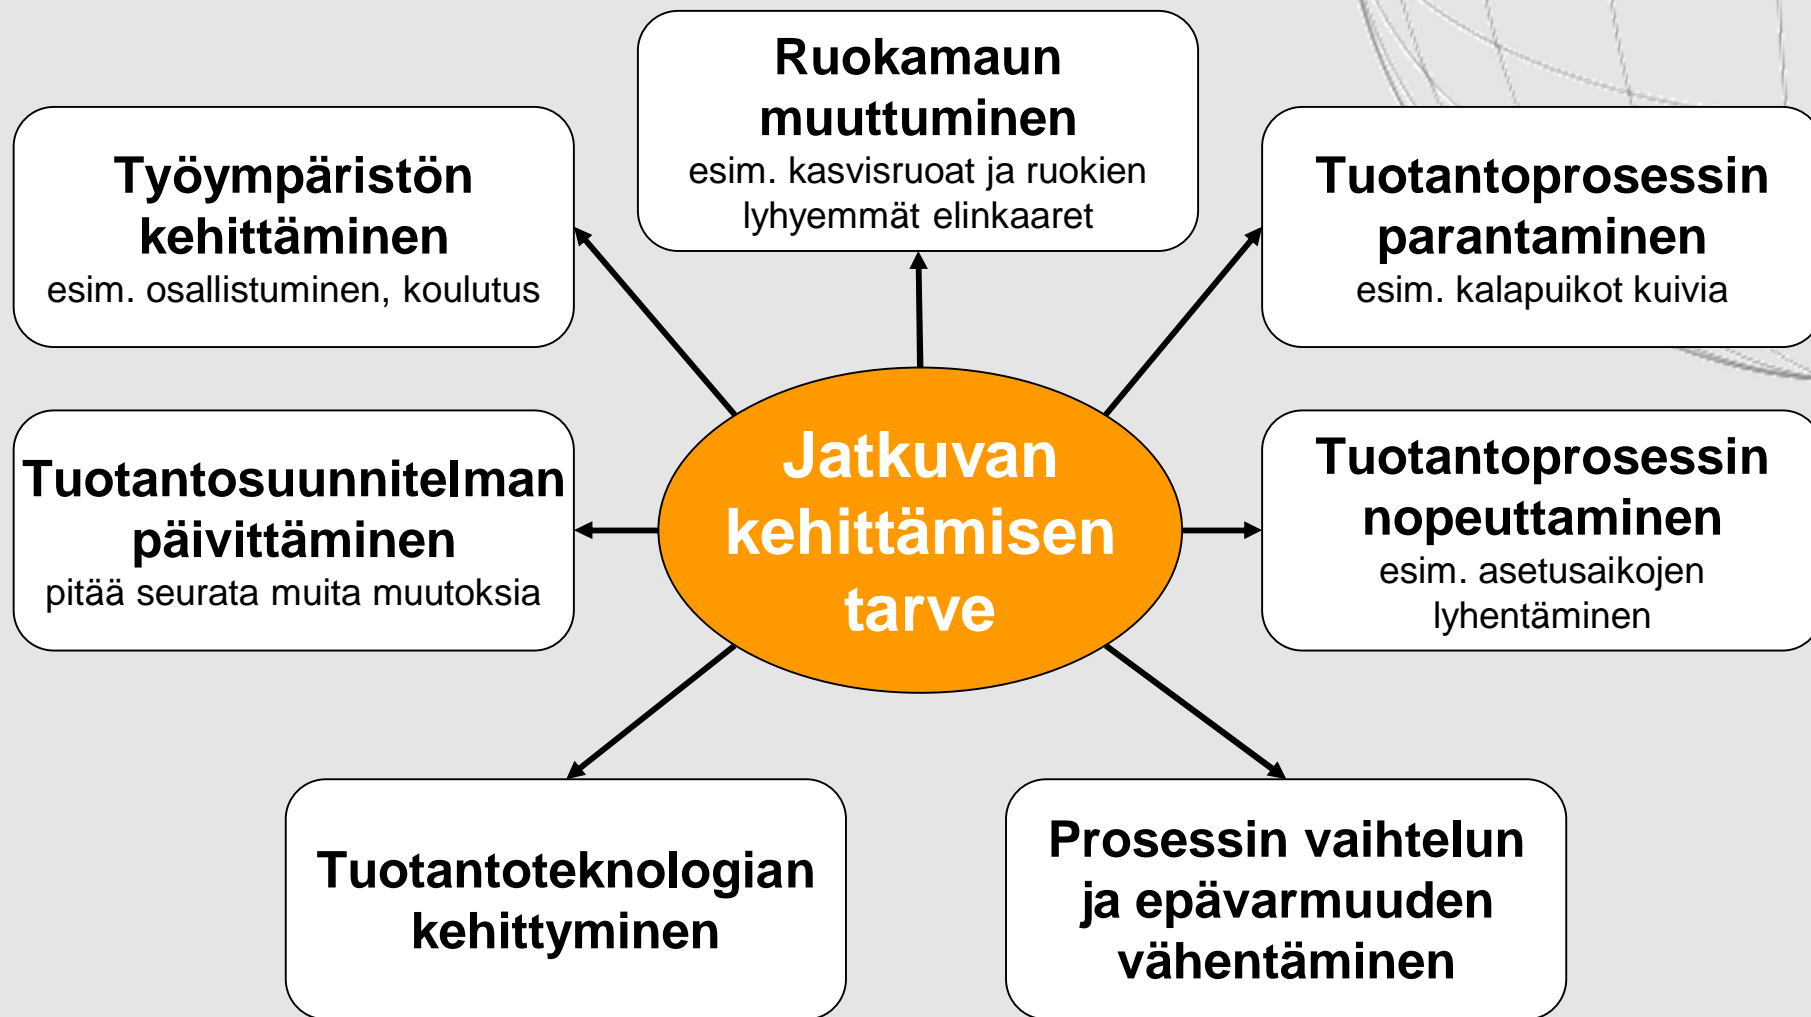 Ruokamaun
muuttuminen
esim. kasvisruoat ja ruokien
lyhyemmät elinkaaret
Työympäristön
kehittäminen
esim. osallistuminen, koulutus
Tuotantoprosessin
parantaminen
esim. kalapuikot kuivia
Tuotantosuunnitelman
päivittäminen
pitää seurata muita muutoksia
Jatkuvan
kehittämisen
tarve
Tuotantoprosessin
nopeuttaminen
esim. asetusaikojen
lyhentäminen
Tuotantoteknologian
kehittyminen
Prosessin vaihtelun
ja epävarmuuden
vähentäminen